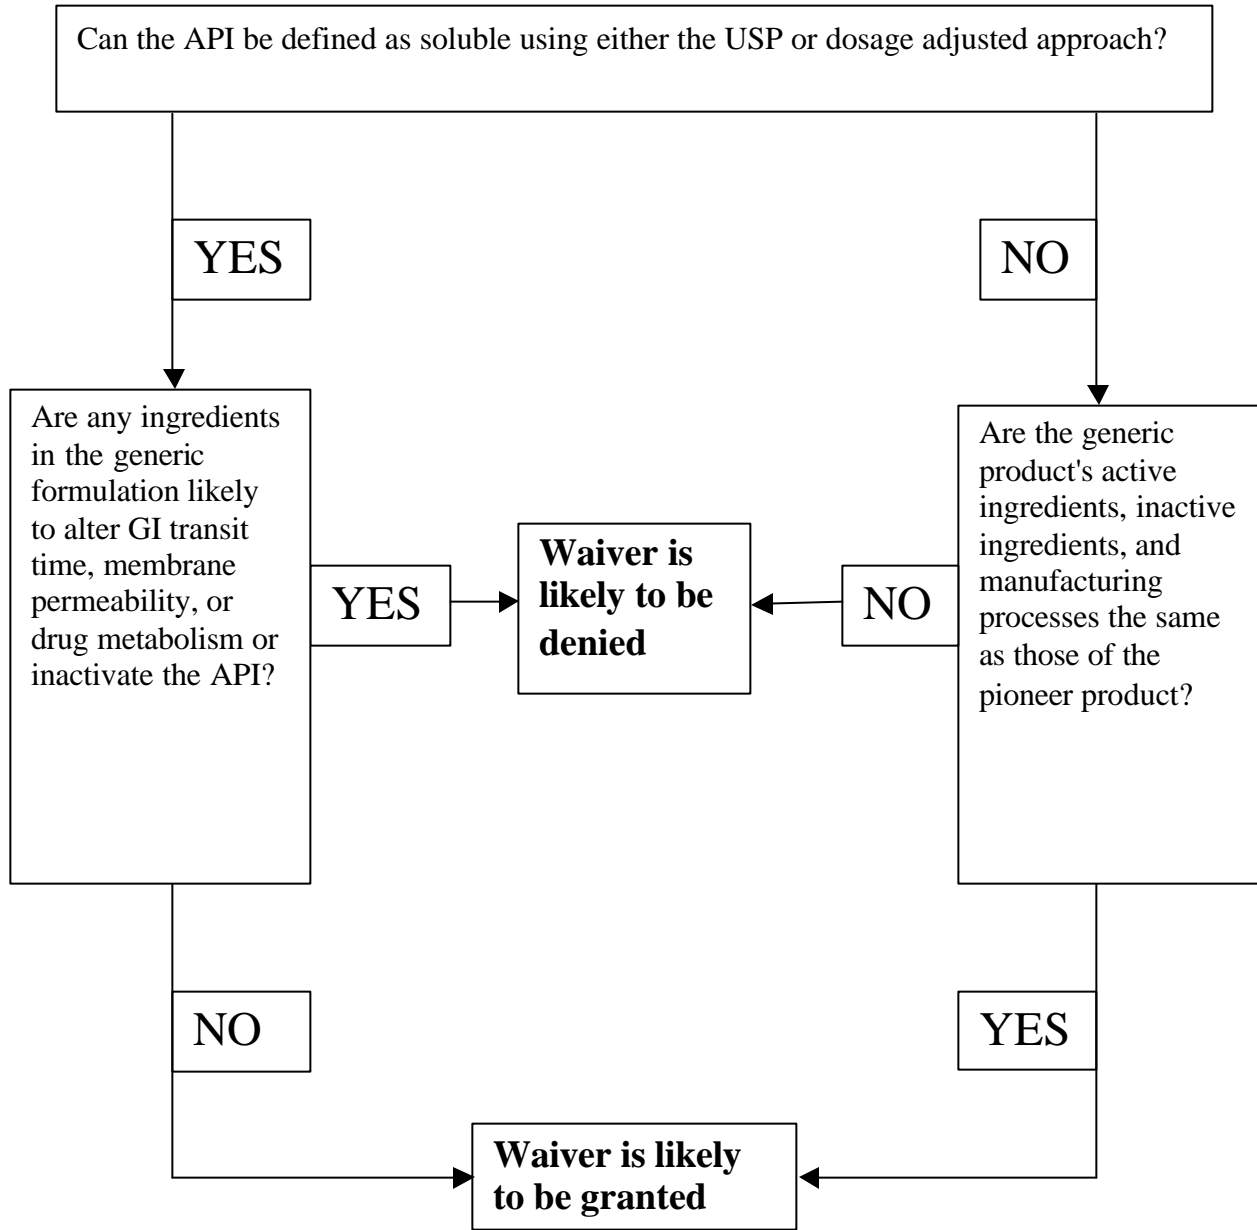 Can the API be defined as soluble using either the USP or dosage adjusted approach?
YES
NO
Are any ingredients
in the generic
formulation likely
to alter GI transit
time, membrane
permeability, or
drug metabolism or
inactivate the API?
YES
Waiver is
likely to be
denied
NO
Are the generic
product's active
ingredients, inactive
ingredients, and
manufacturing
processes the same
as those of the
pioneer product?
NO
YES
Waiver is likely
to be granted